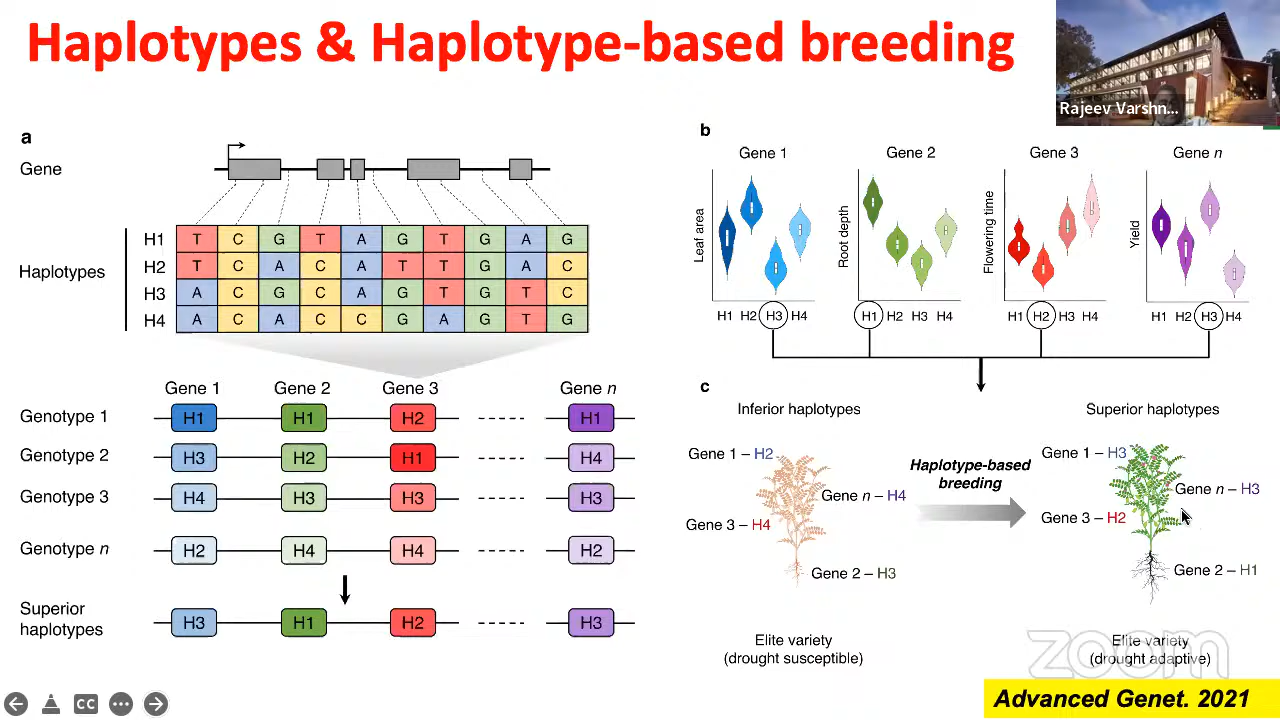 Haplotypes & Haplotype-based breeding
Rajeev Varshn...
a
Gene
Haplotypes
H1 T C G T A G T G A G
H2 T C A C A T T G A C
H3 A C G C A G T G T C
H4 A C A C C G A G T G
Gene 1 Gene 2 Gene 3 Gene n
Genotype 1 H1 H1 H2 H1
Genotype 2 H3 H2 H1 H4
Genotype 3 H4 H3 H3 H3
Genotype n H2 H4 H4 H2
Superior
haplotypes
H3 H1 H2 H3
b
Gene 1 Gene 2 Gene 3 Gene n
Leaf area
Root depth
Flowering time
Yield
H1 H2 H3 H4 H1 H2 H3 H4 H1 H2 H3 H4 H1 H2 H3 H4
c
Inferior haplotypes
Gene 1 – H2
Gene n – H4
Gene 3 – H4
Gene 2 – H3
Elite variety
(drought susceptible)
Haplotype-based
breeding
Superior haplotypes
Gene 1 – H3
Gene n – H3
Gene 3 – H2
Gene 2 – H1
Elite variety
(drought adaptive)
zoom
CC
Advanced Genet. 2021